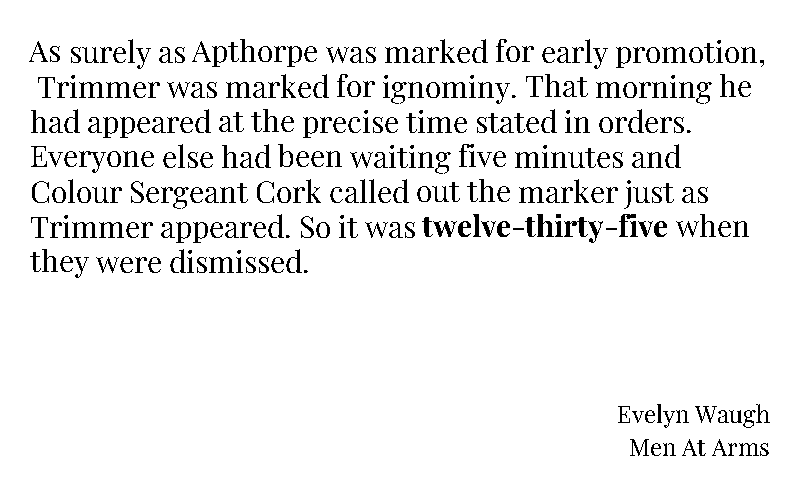 As surely as Apthorpe was marked for early promotion,
Trimmer was marked for ignominy. That morning he
had appeared at the precise time stated in orders.
Everyone else had been waiting five minutes and
Colour Sergeant Cork called out the marker just as
Trimmer appeared. So it was twelve-thirty-five when
they were dismissed.
Evelyn Waugh
Men At Arms